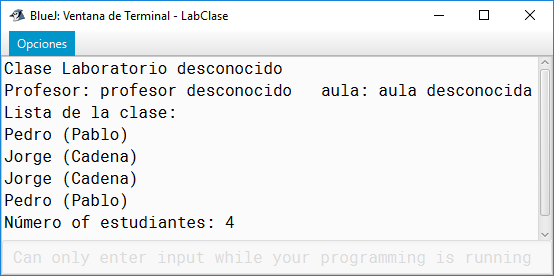 BlueJ: Ventana de Terminal - LabClase
Opciones
Clase Laboratorio desconocido
Profesor: profesor desconocido   aula: aula desconocida
Lista de la clase:
Pedro (Pablo)
Jorge (Cadena)
Jorge (Cadena)
Pedro (Pablo)
Número of estudiantes: 4
Can only enter input while your programming is running